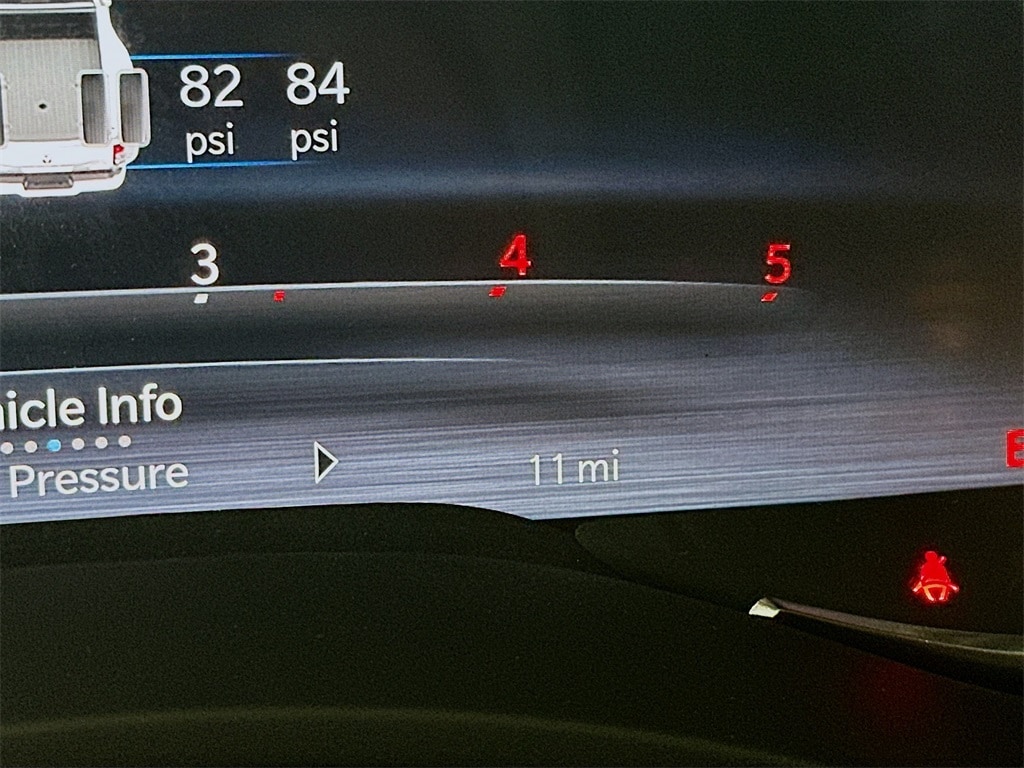 82 84
psi psi
3 4 5
icle Info
Pressure
11 mi